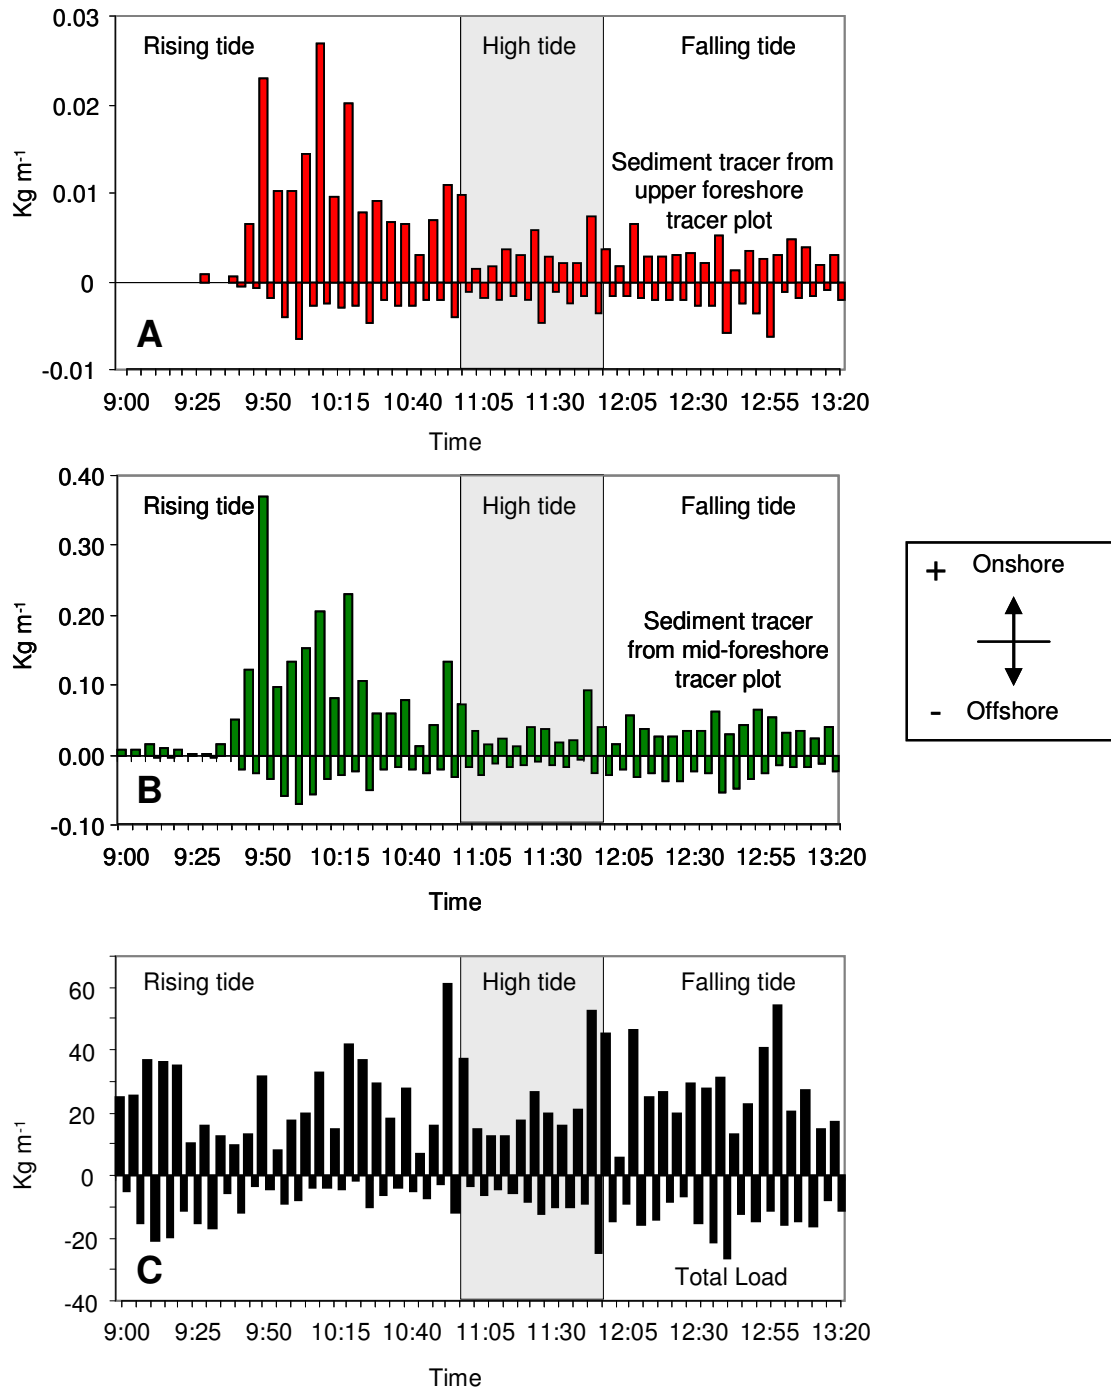 0.03
0.02
0.01
0
-0.01
Kg m-1
Rising tide
High tide
Falling tide
Sediment tracer from
upper foreshore
tracer plot
A
9:00 9:25 9:50 10:15 10:40 11:05 11:30 12:05 12:30 12:55 13:20
Time
0.40
0.30
0.20
0.10
0.00
-0.10
Kg m-1
Rising tide
High tide
Falling tide
Sediment tracer
from mid-foreshore
tracer plot
B
9:00 9:25 9:50 10:15 10:40 11:05 11:30 12:05 12:30 12:55 13:20
Time
+ Onshore
- Offshore
60
40
20
0
-20
-40
Kg m-1
Rising tide
High tide
Falling tide
C
Total Load
9:00 9:25 9:50 10:15 10:40 11:05 11:30 12:05 12:30 12:55 13:20
Time